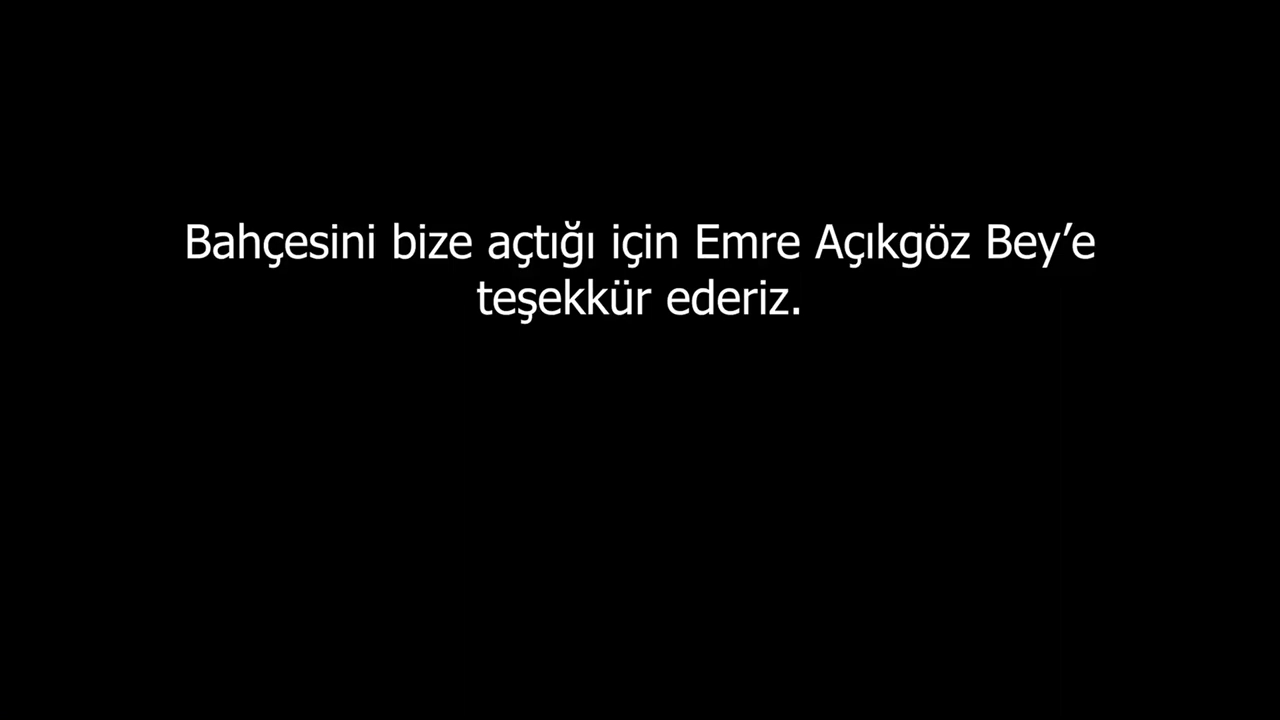 Bahçesini bize açtığı için Emre Açıkgöz Bey’e
teşekkür ederiz.